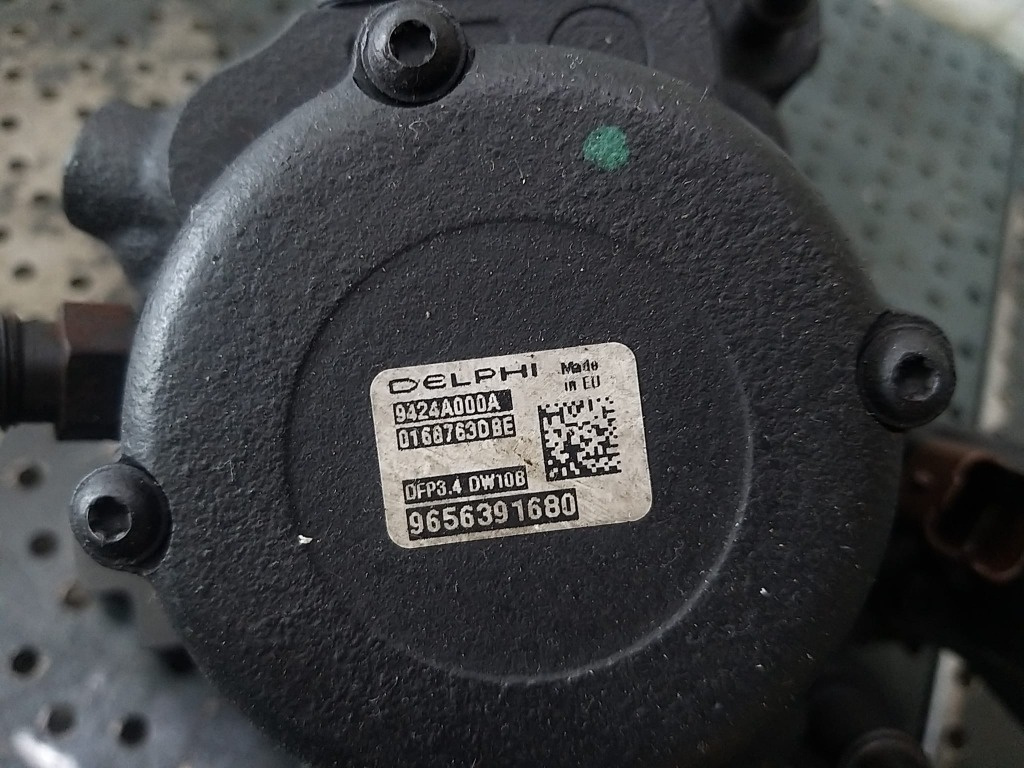 DELPHI
Made
in EU
9424A000A
0168763DBE
DFP3.4 DW10B
9656391680